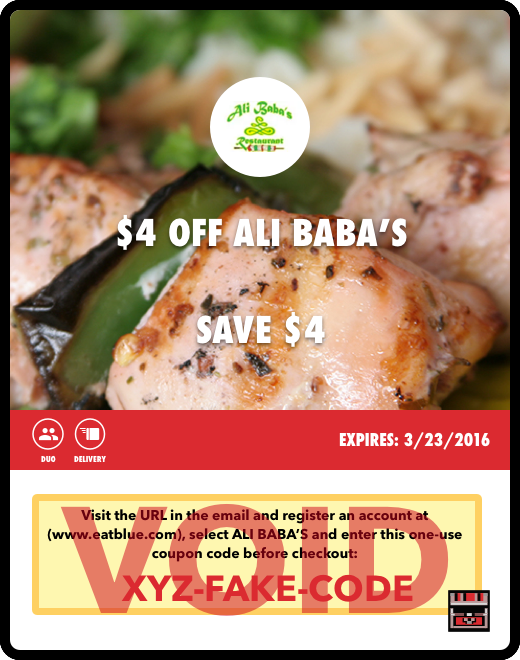 Ali Baba's
Restaurant
$4 OFF ALI BABA'S
SAVE $4
DUO
DELIVERY
EXPIRES: 3/23/2016
VOID
Visit the URL in the email and register an account at
(www.eatblue.com), select ALI BABA'S and enter this one-use
coupon code before checkout:
XYZ-FAKE-CODE